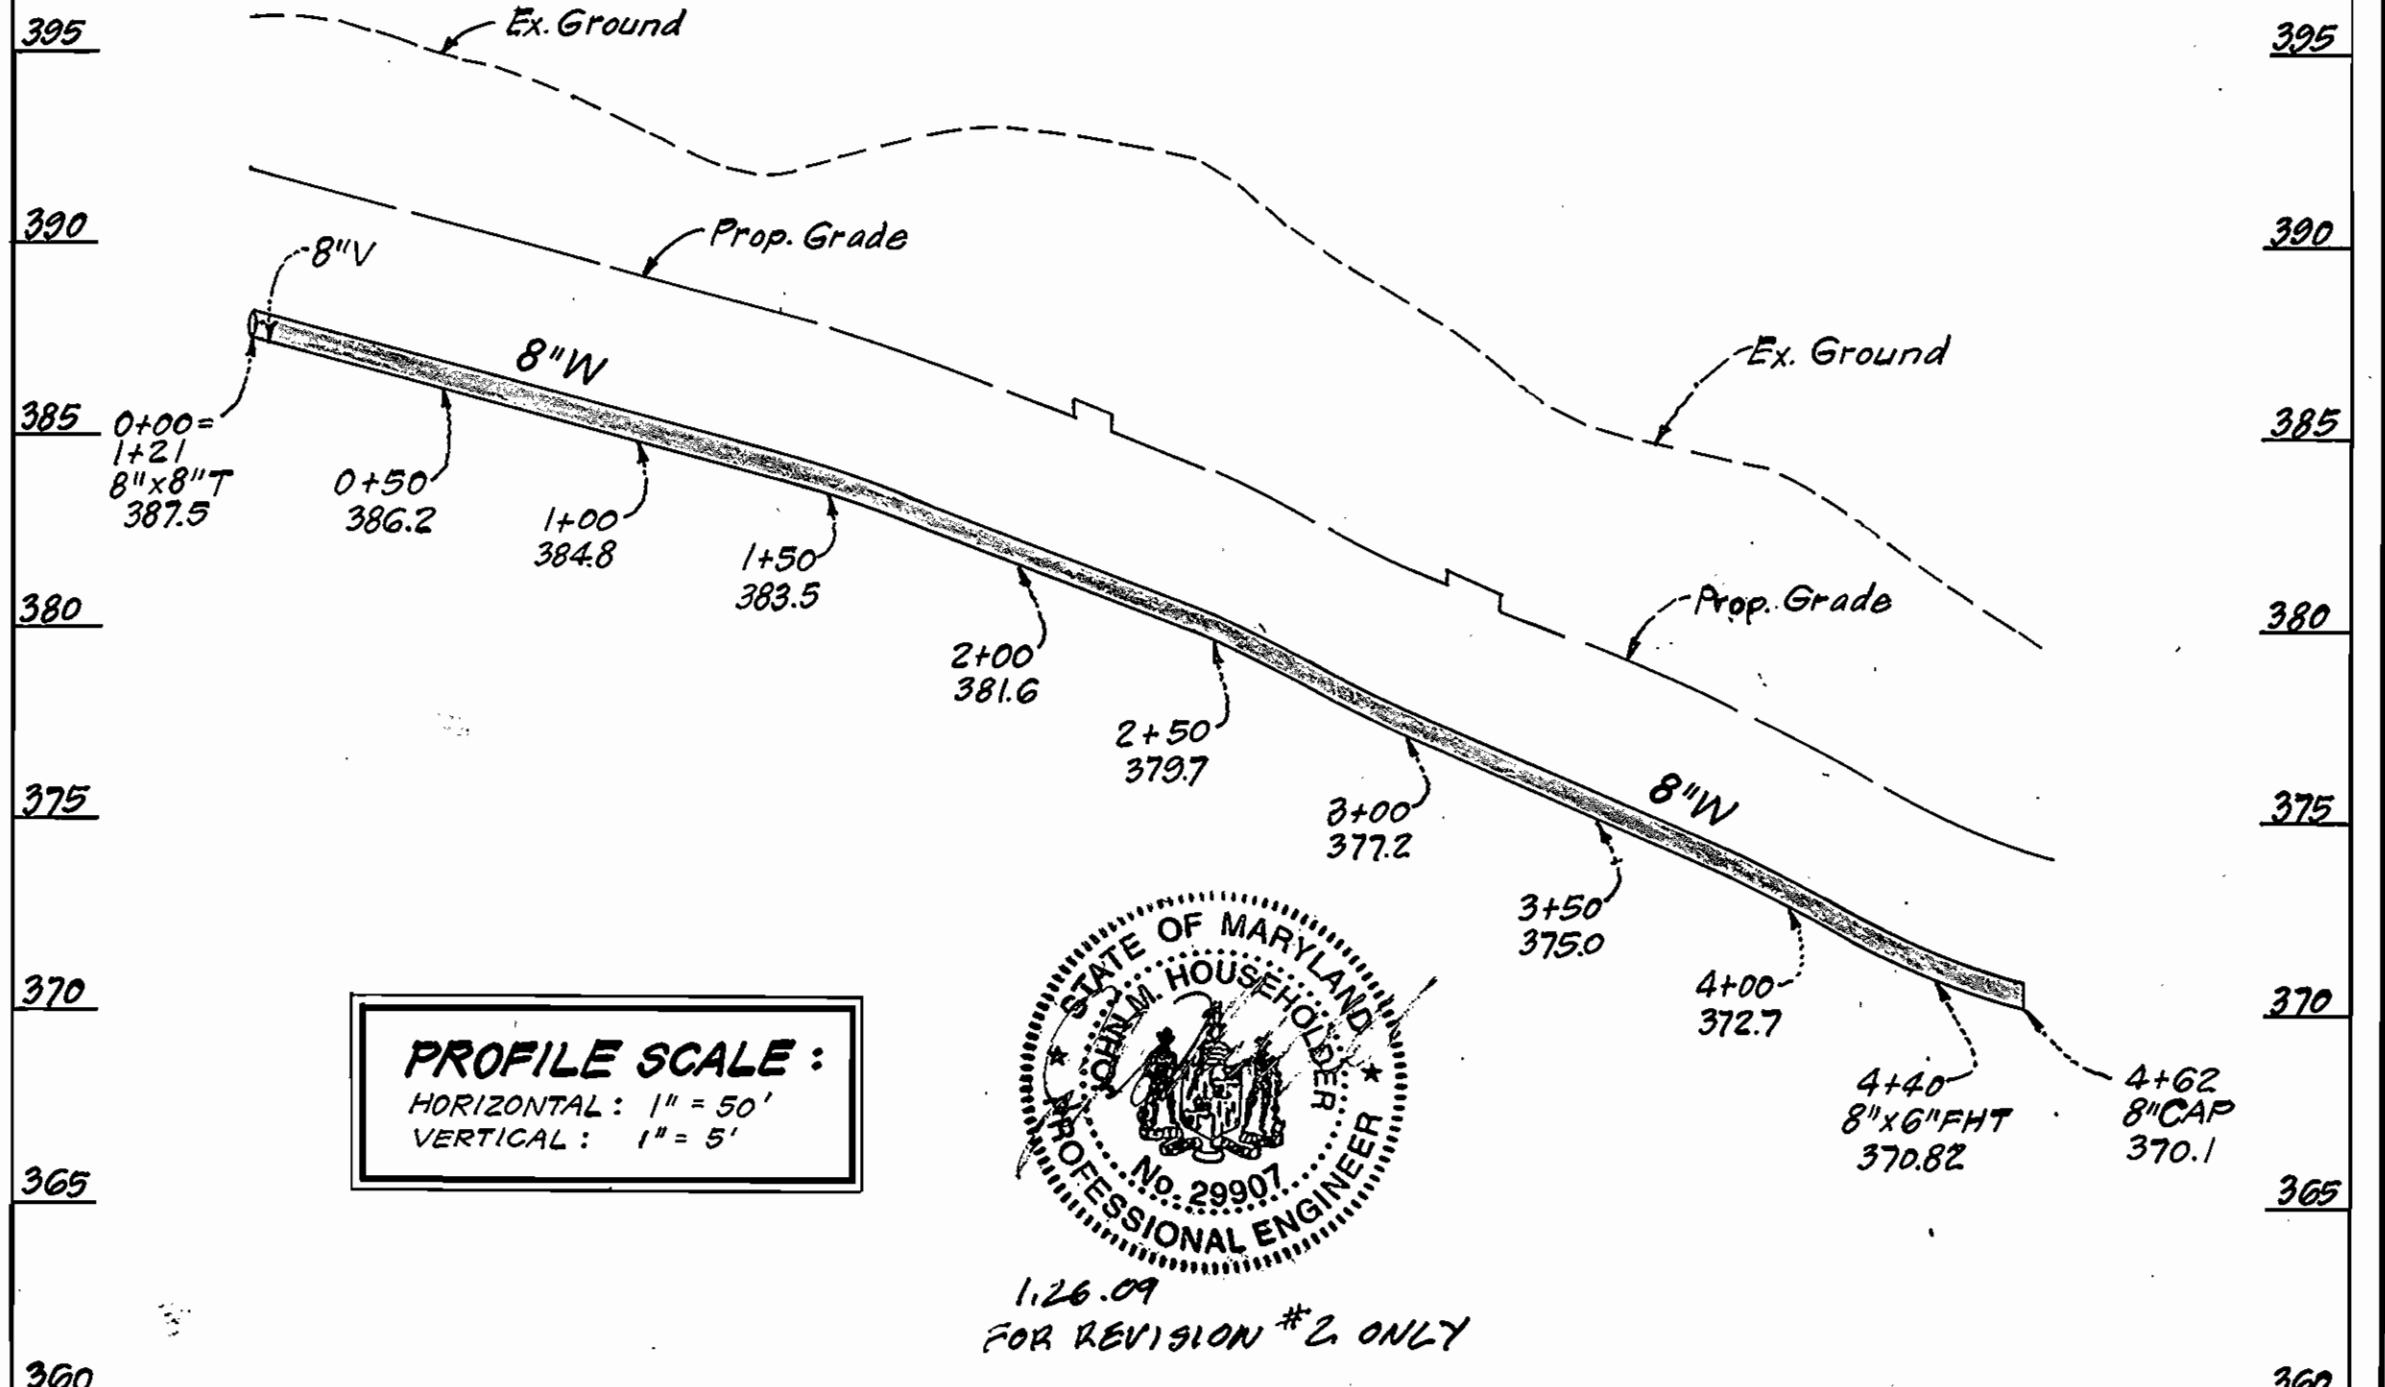 395
Ex. Ground
395
390
8"V
Prop. Grade
390
8"W
Ex. Ground
385
0+00=
1+21
8"x8"T
387.5
0+50
386.2
1+00
384.8
1+50
383.5
385
380
2+00
381.6
Prop. Grade
380
2+50
379.7
375
3+00
377.2
8"W
375
3+50
375.0
4+00
372.7
370
370
PROFILE SCALE:
HORIZONTAL: 1" = 50'
VERTICAL: 1" = 5'
STATE OF MARYLAND
JOHN M. HOUSEHOLDER
No. 29907
PROFESSIONAL ENGINEER
4+40
8"x6"FHT
370.82
4+62
8"CAP
370.1
365
365
1.26.09
FOR REVISION #2 ONLY
360
360